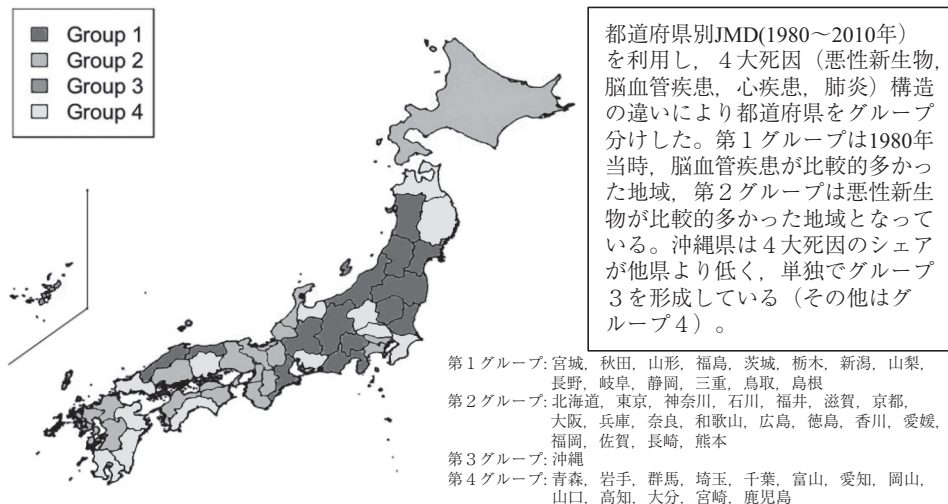 Group 1
Group 2
Group 3
Group 4
都道府県別JMD(1980～2010年)
を利用し，４大死因（悪性新生物，
脳血管疾患，心疾患，肺炎）構造
の違いにより都道府県をグループ
分けした。第１グループは1980年
当時，脳血管疾患が比較的多かっ
た地域，第２グループは悪性新生
物が比較的多かった地域となって
いる。沖縄県は４大死因のシェア
が他県より低く，単独でグループ
３を形成している（その他はグ
ループ４）。
第１グループ：宮城，秋田，山形，福島，茨城，栃木，新潟，山梨，
長野，岐阜，静岡，三重，鳥取，島根
第２グループ：北海道，東京，神奈川，石川，福井，滋賀，京都，
大阪，兵庫，奈良，和歌山，広島，徳島，香川，愛媛，
福岡，佐賀，長崎，熊本
第３グループ：沖縄
第４グループ：青森，岩手，群馬，埼玉，千葉，富山，愛知，岡山，
山口，高知，大分，宮崎，鹿児島